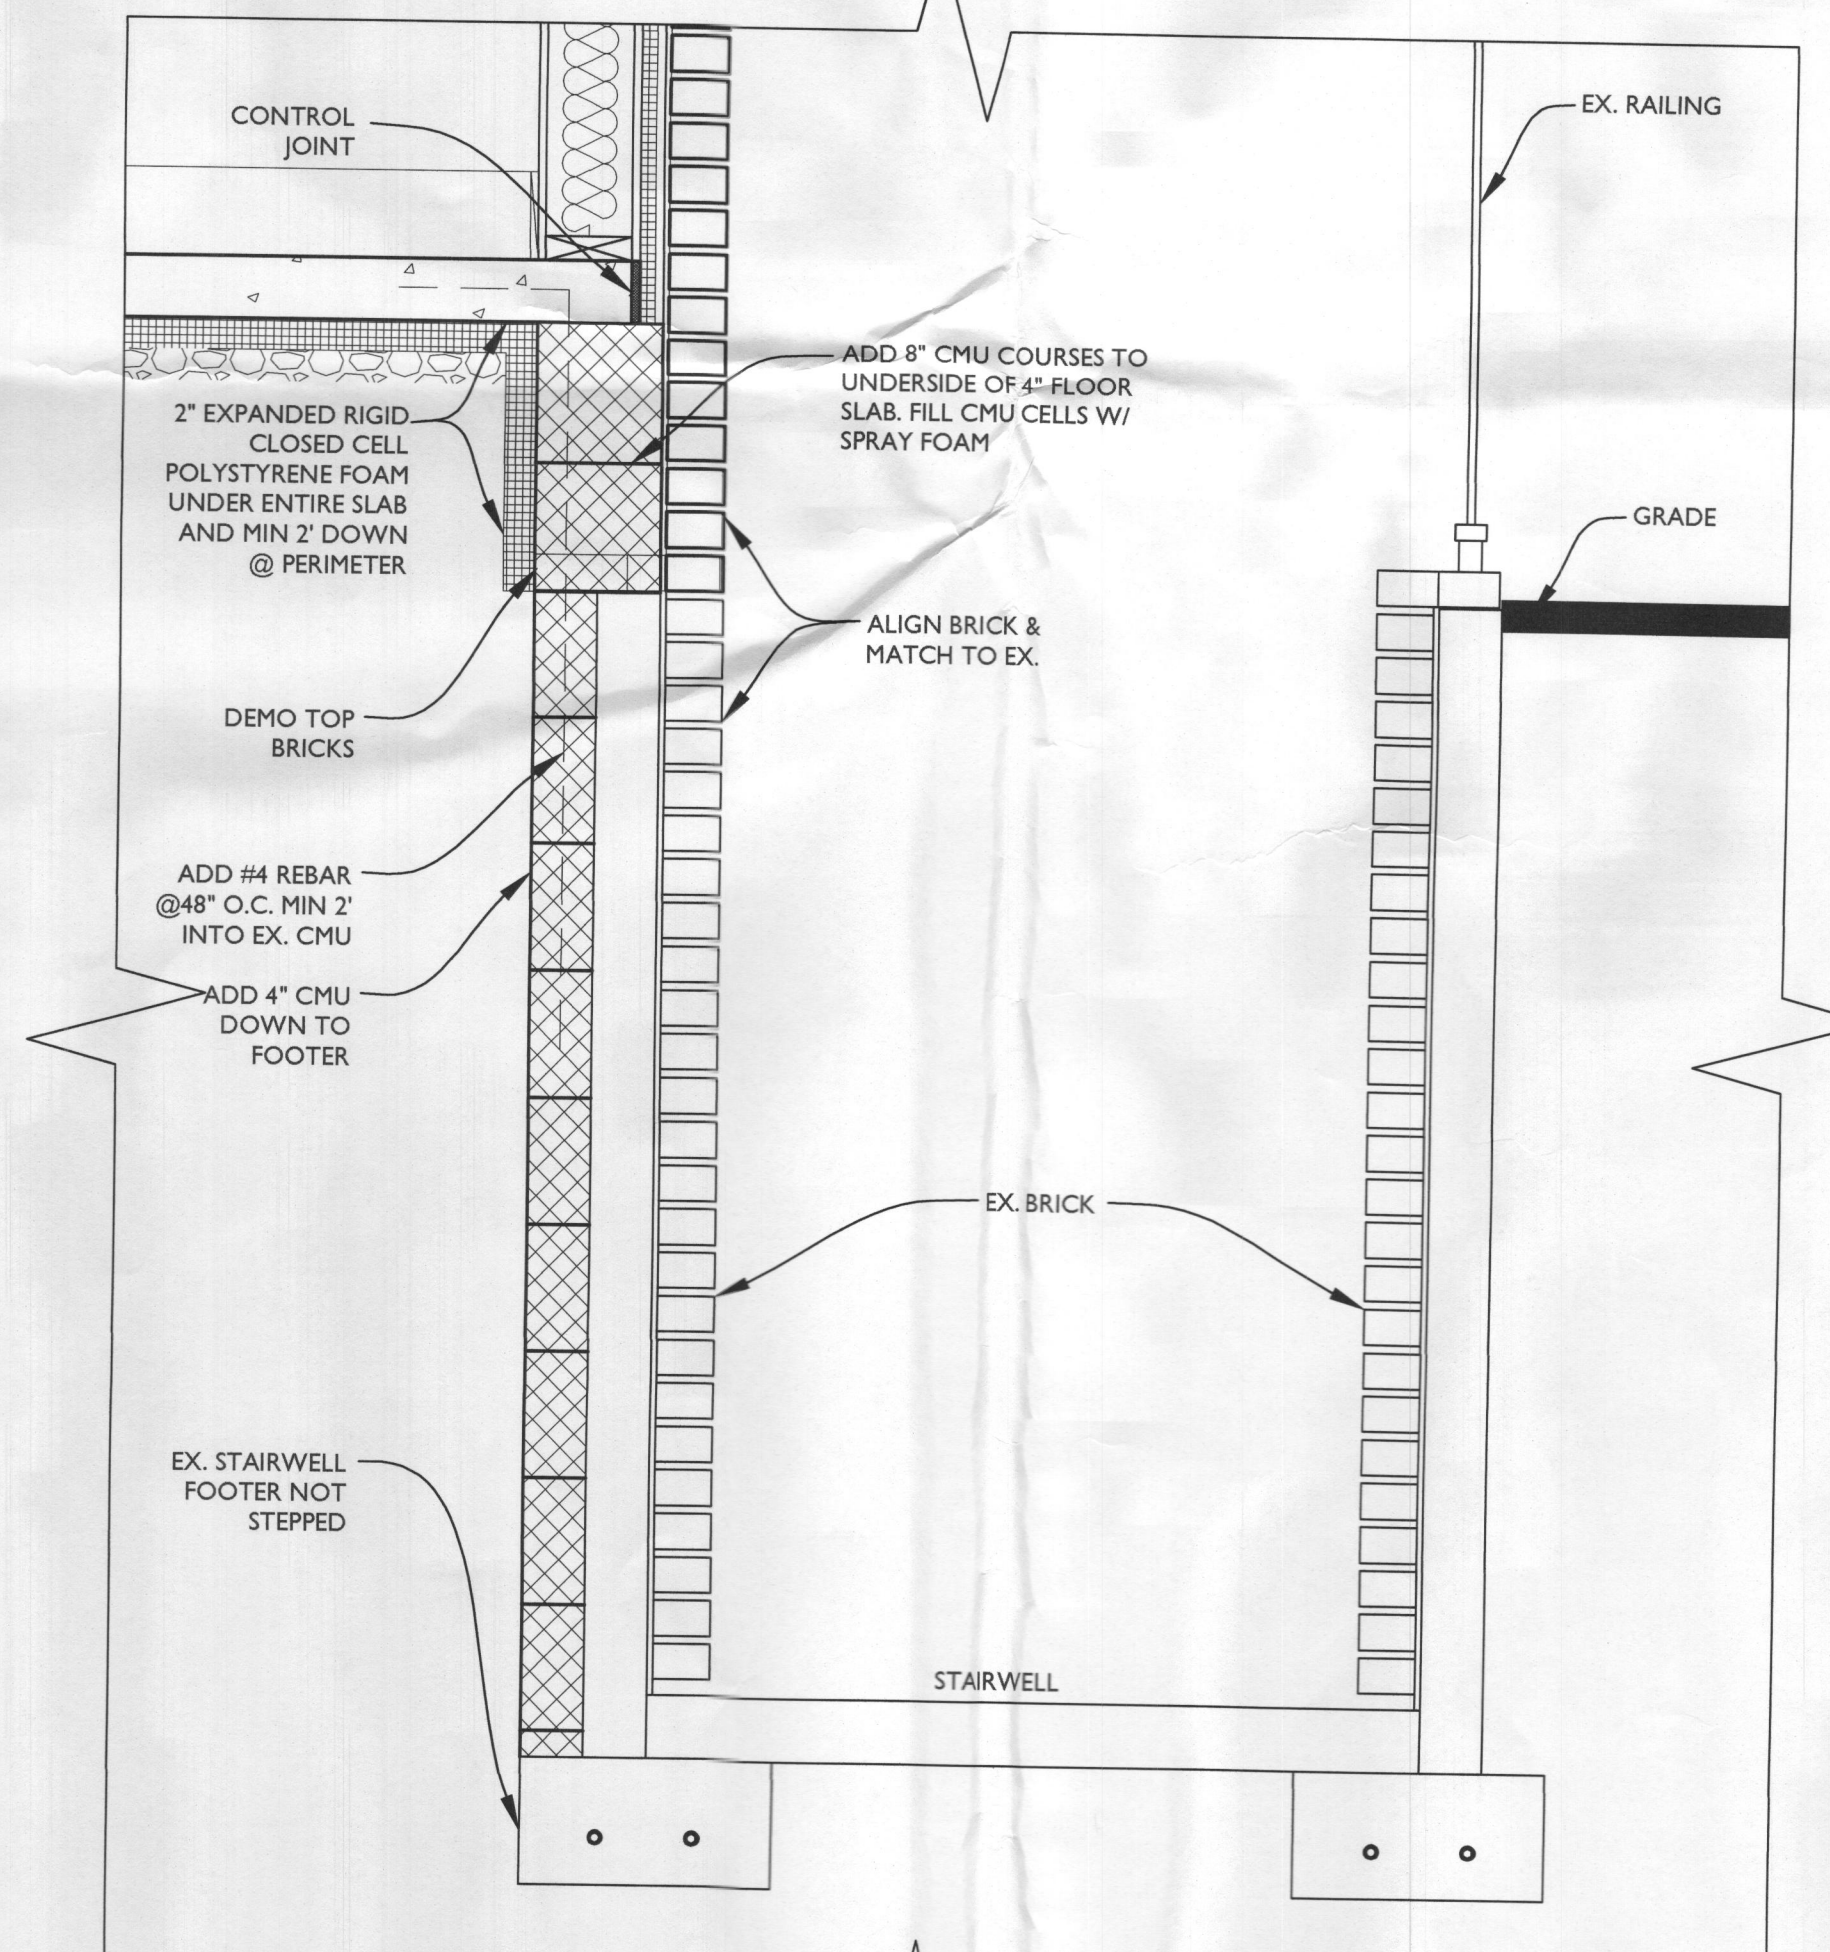 CONTROL
JOINT
EX. RAILING
ADD 8" CMU COURSES TO
UNDERSIDE OF 4" FLOOR
SLAB. FILL CMU CELLS W/
SPRAY FOAM
2" EXPANDED RIGID
CLOSED CELL
POLYSTYRENE FOAM
UNDER ENTIRE SLAB
AND MIN 2' DOWN
@ PERIMETER
GRADE
ALIGN BRICK &
MATCH TO EX.
DEMO TOP
BRICKS
ADD #4 REBAR
@48" O.C. MIN 2'
INTO EX. CMU
ADD 4" CMU
DOWN TO
FOOTER
EX. BRICK
EX. STAIRWELL
FOOTER NOT
STEPPED
STAIRWELL